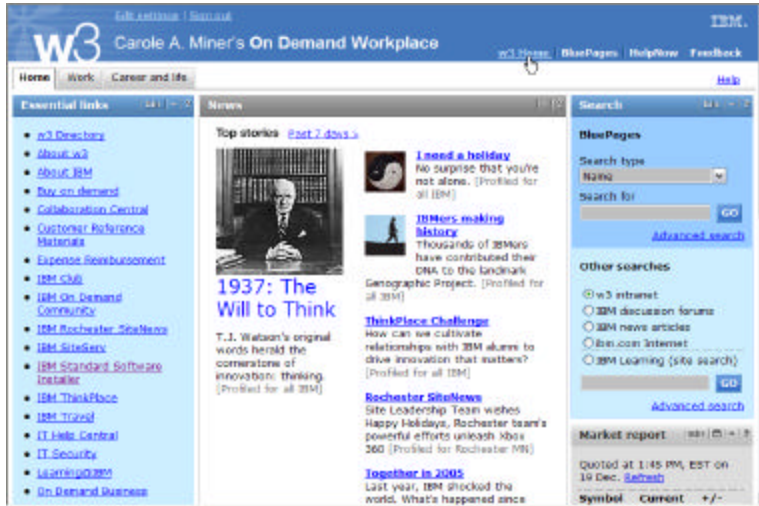 Edit settings | Sign out
IBM.
w3 Carole A. Miner's On Demand Workplace
w3 Home BluePages HelpNow Feedback
Home Work Career and life
Help
Essential links
w3 Directory
About w3
About IBM
Buy on demand
Collaboration Central
Customer Reference
Materials
Expense Reimbursement
IBM Club
IBM On Demand
Community
IBM Rochester SiteNews
IBM SiteServ
IBM Standard Software
Installer
IBM ThinkPlace
IBM Travel
IT Help Central
IT Security
Learning@IBM
On Demand Business
News
Top stories Past 7 days
1937: The
Will to Think
T.J. Watson's original
words herald the
cornerstone of
innovation: thinking.
[Profiled for all IBM]
I need a holiday
No surprise that you're
not alone. [Profiled for
all IBM]
IBMers making
history
Thousands of IBMers
have contributed their
DNA to the landmark
Genographic Project. [Profiled for
all IBM]
ThinkPlace Challenge
How can we cultivate
relationships with IBM alumni to
drive innovation that matters?
[Profiled for all IBM]
Rochester SiteNews
Site Leadership Team wishes
Happy Holidays, Rochester team's
powerful efforts unleash Xbox
360 [Profiled for Rochester MN]
Together in 2005
Last year, IBM shocked the
world. What's happened since
Search
BluePages
Search type
Name
Search for
GO
Advanced search
Other searches
w3 intranet
IBM discussion forums
IBM news articles
ibm.com Internet
IBM Learning (site search)
GO
Advanced search
Market report
Quoted at 1:45 PM, EST on
19 Dec. Refresh
Symbol Current +/-